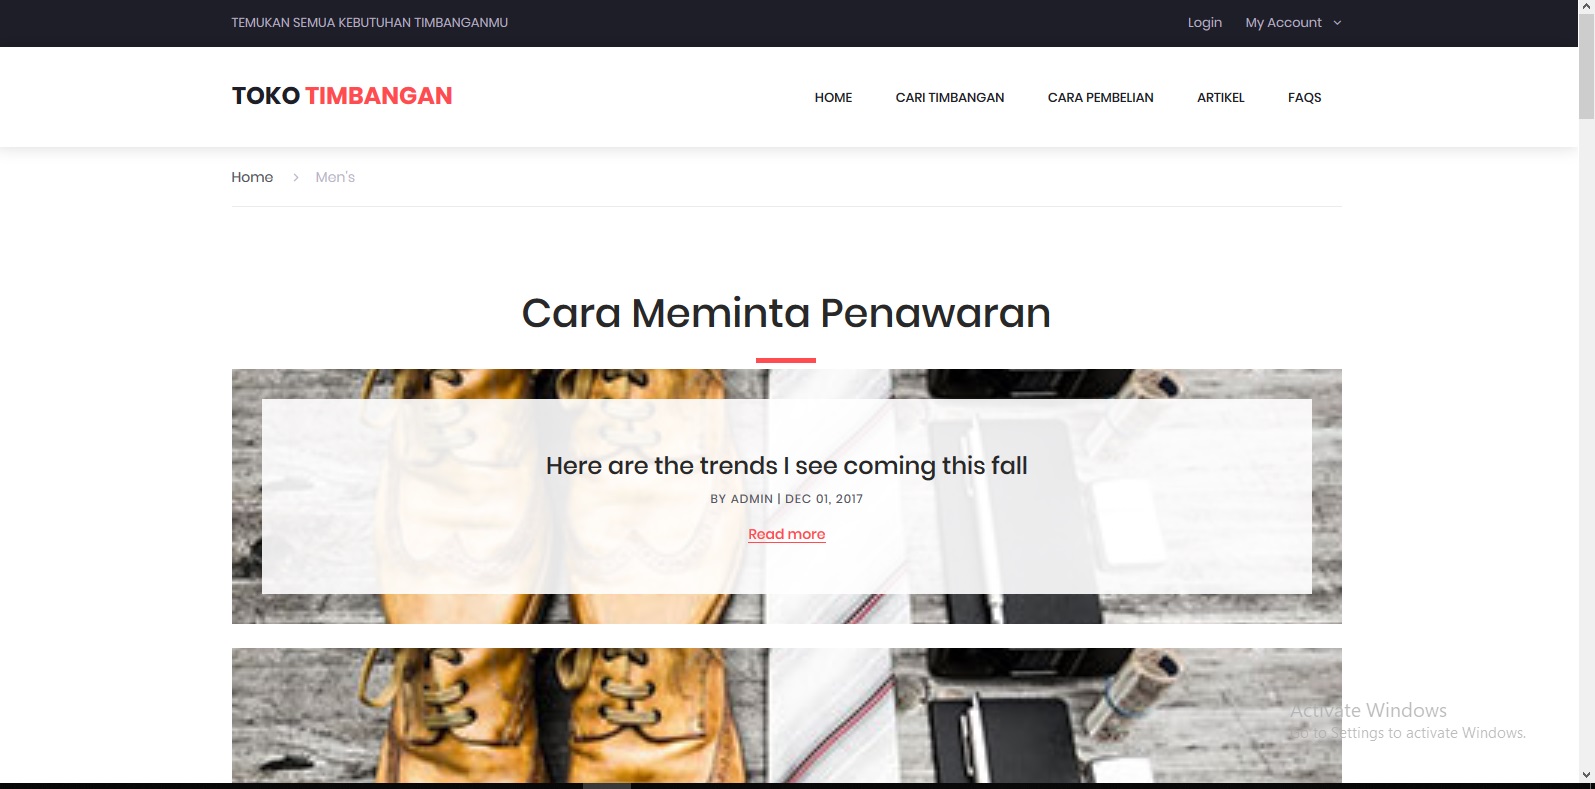 TEMUKAN SEMUA KEBUTUHAN TIMBANGANMU
Login My Account
TOKO TIMBANGAN
HOME CARI TIMBANGAN CARA PEMBELIAN ARTIKEL FAQS
Home > Men's
Cara Meminta Penawaran
Here are the trends I see coming this fall
BY ADMIN | DEC 01, 2017
Read more
Activate Windows
Go to Settings to activate Windows.